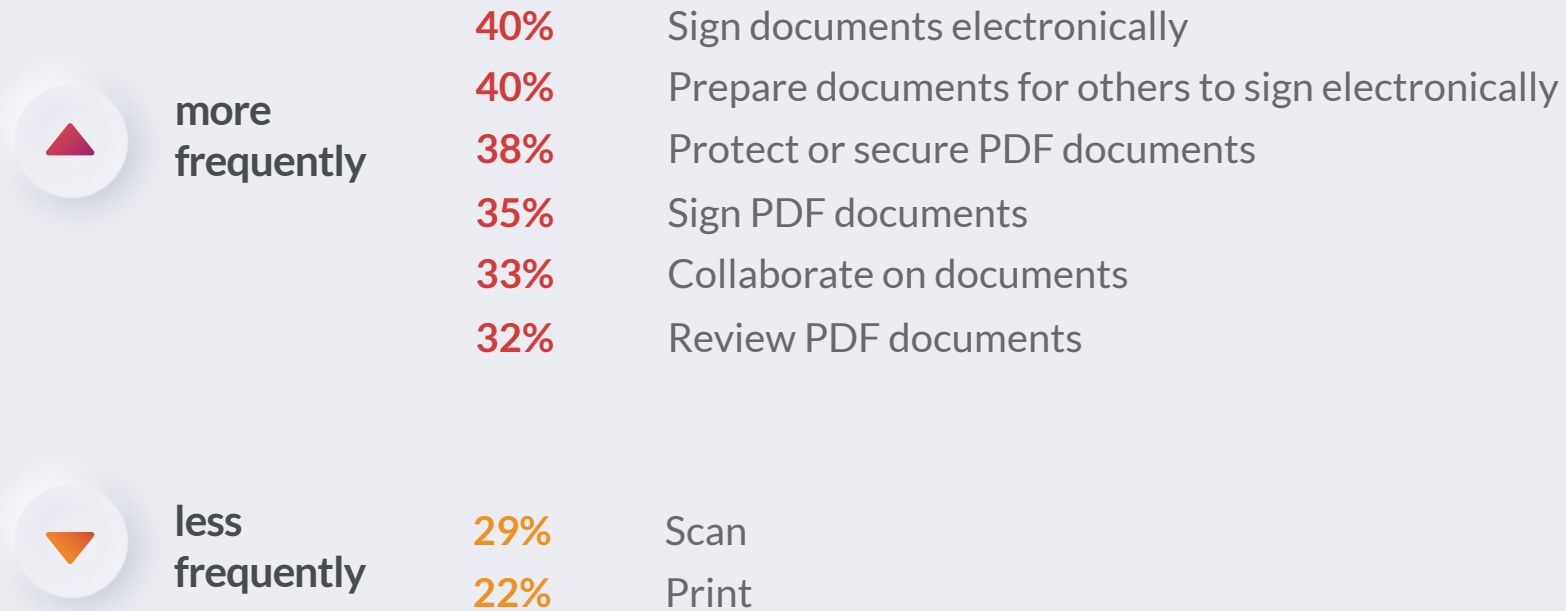 more
frequently
40% Sign documents electronically
40% Prepare documents for others to sign electronically
38% Protect or secure PDF documents
35% Sign PDF documents
33% Collaborate on documents
32% Review PDF documents
less
frequently
29% Scan
22% Print